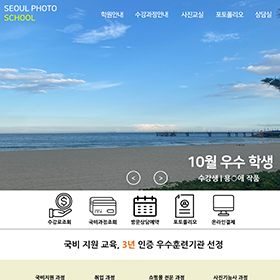 SEOUL PHOTO
SCHOOL
학원안내 수강과정안내 사진교실 포토폴리오 상담실
10월 우수 학생
수강생 | 용○애 작품
수강료조회 국비과정조회 방문상담예약 포트폴리오 온라인결제
국비 지원 교육, 3년 인증 우수훈련기관 선정
국비지원 과정 취업 과정 쇼핑몰 전문 과정 사진기능사 과정